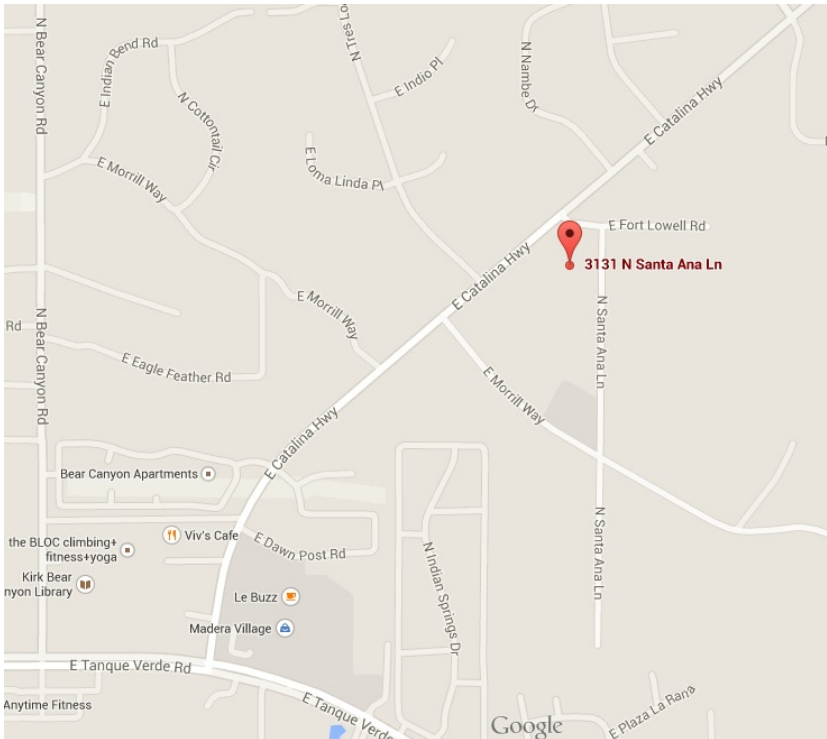 N Bear Canyon Rd
E Indian Bend Rd
N Tres Lo
E Indio Pl
N Nambe Dr
E Catalina Hwy
N Cottontail Cir
E Morrill Way
E Loma Linda Pl
E Fort Lowell Rd
3131 N Santa Ana Ln
E Catalina Hwy
E Morrill Way
Rd
N Bear Canyon Rd
E Eagle Feather Rd
N Santa Ana Ln
E Morrill Way
E Catalina Hwy
Bear Canyon Apartments
Viv's Cafe
the BLOC climbing+
fitness+yoga
E Dawn Post Rd
Kirk Bear
nyon Library
Le Buzz
Madera Village
N Indian Springs Dr
N Santa Ana Ln
E Tanque Verde Rd
E Tanque Verde
Anytime Fitness
Google
E Plaza La Rana